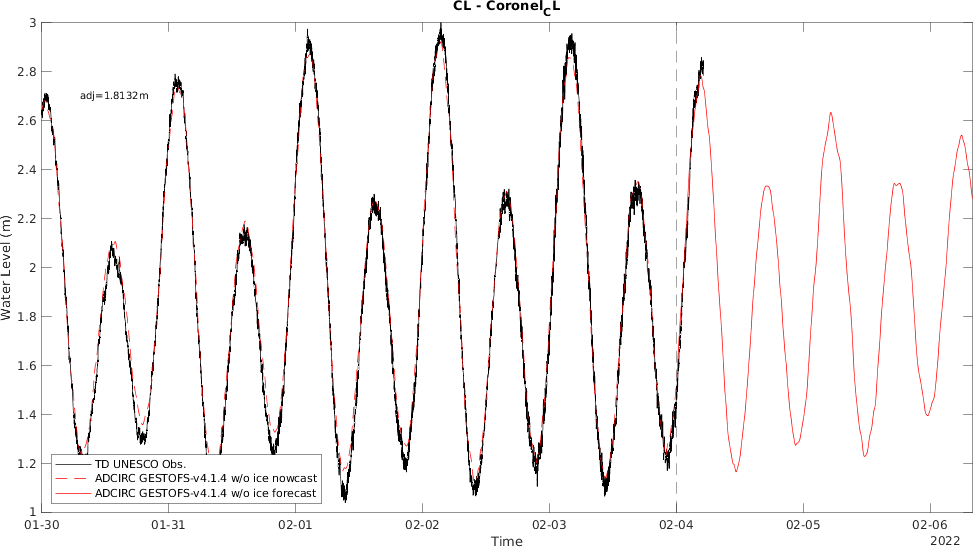 CL - Coronel_CL
3
2.8
2.6
2.4
2.2
2
1.8
1.6
1.4
1.2
1
Water Level (m)
adj=1.8132m
TD UNESCO Obs.
ADCIRC GESTOFS-v4.1.4 w/o ice nowcast
ADCIRC GESTOFS-v4.1.4 w/o ice forecast
01-30 01-31 02-01 02-02 02-03 02-04 02-05 02-06
Time
2022